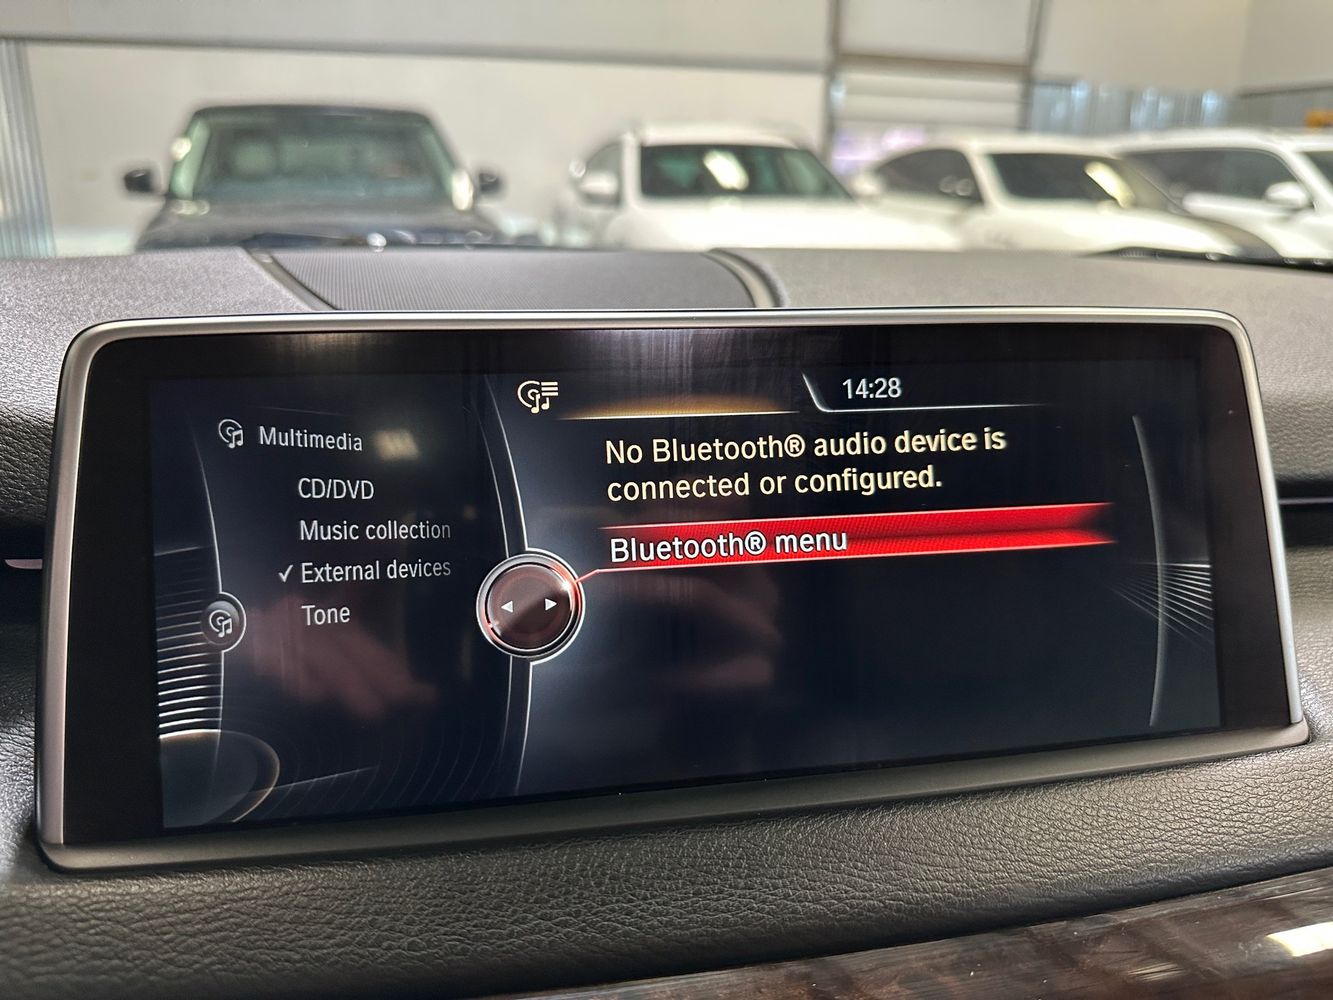 14:28
Multimedia
CD/DVD
Music collection
✓ External devices
Tone
No Bluetooth® audio device is
connected or configured.
Bluetooth® menu